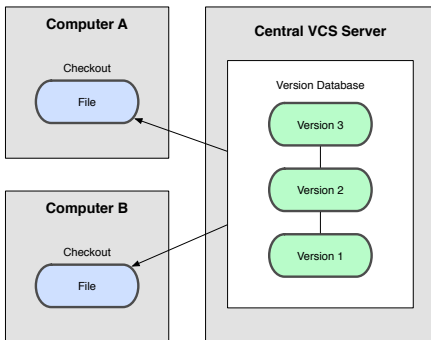 Computer A
Checkout
File
Computer B
Checkout
File
Central VCS Server
Version Database
Version 3
Version 2
Version 1